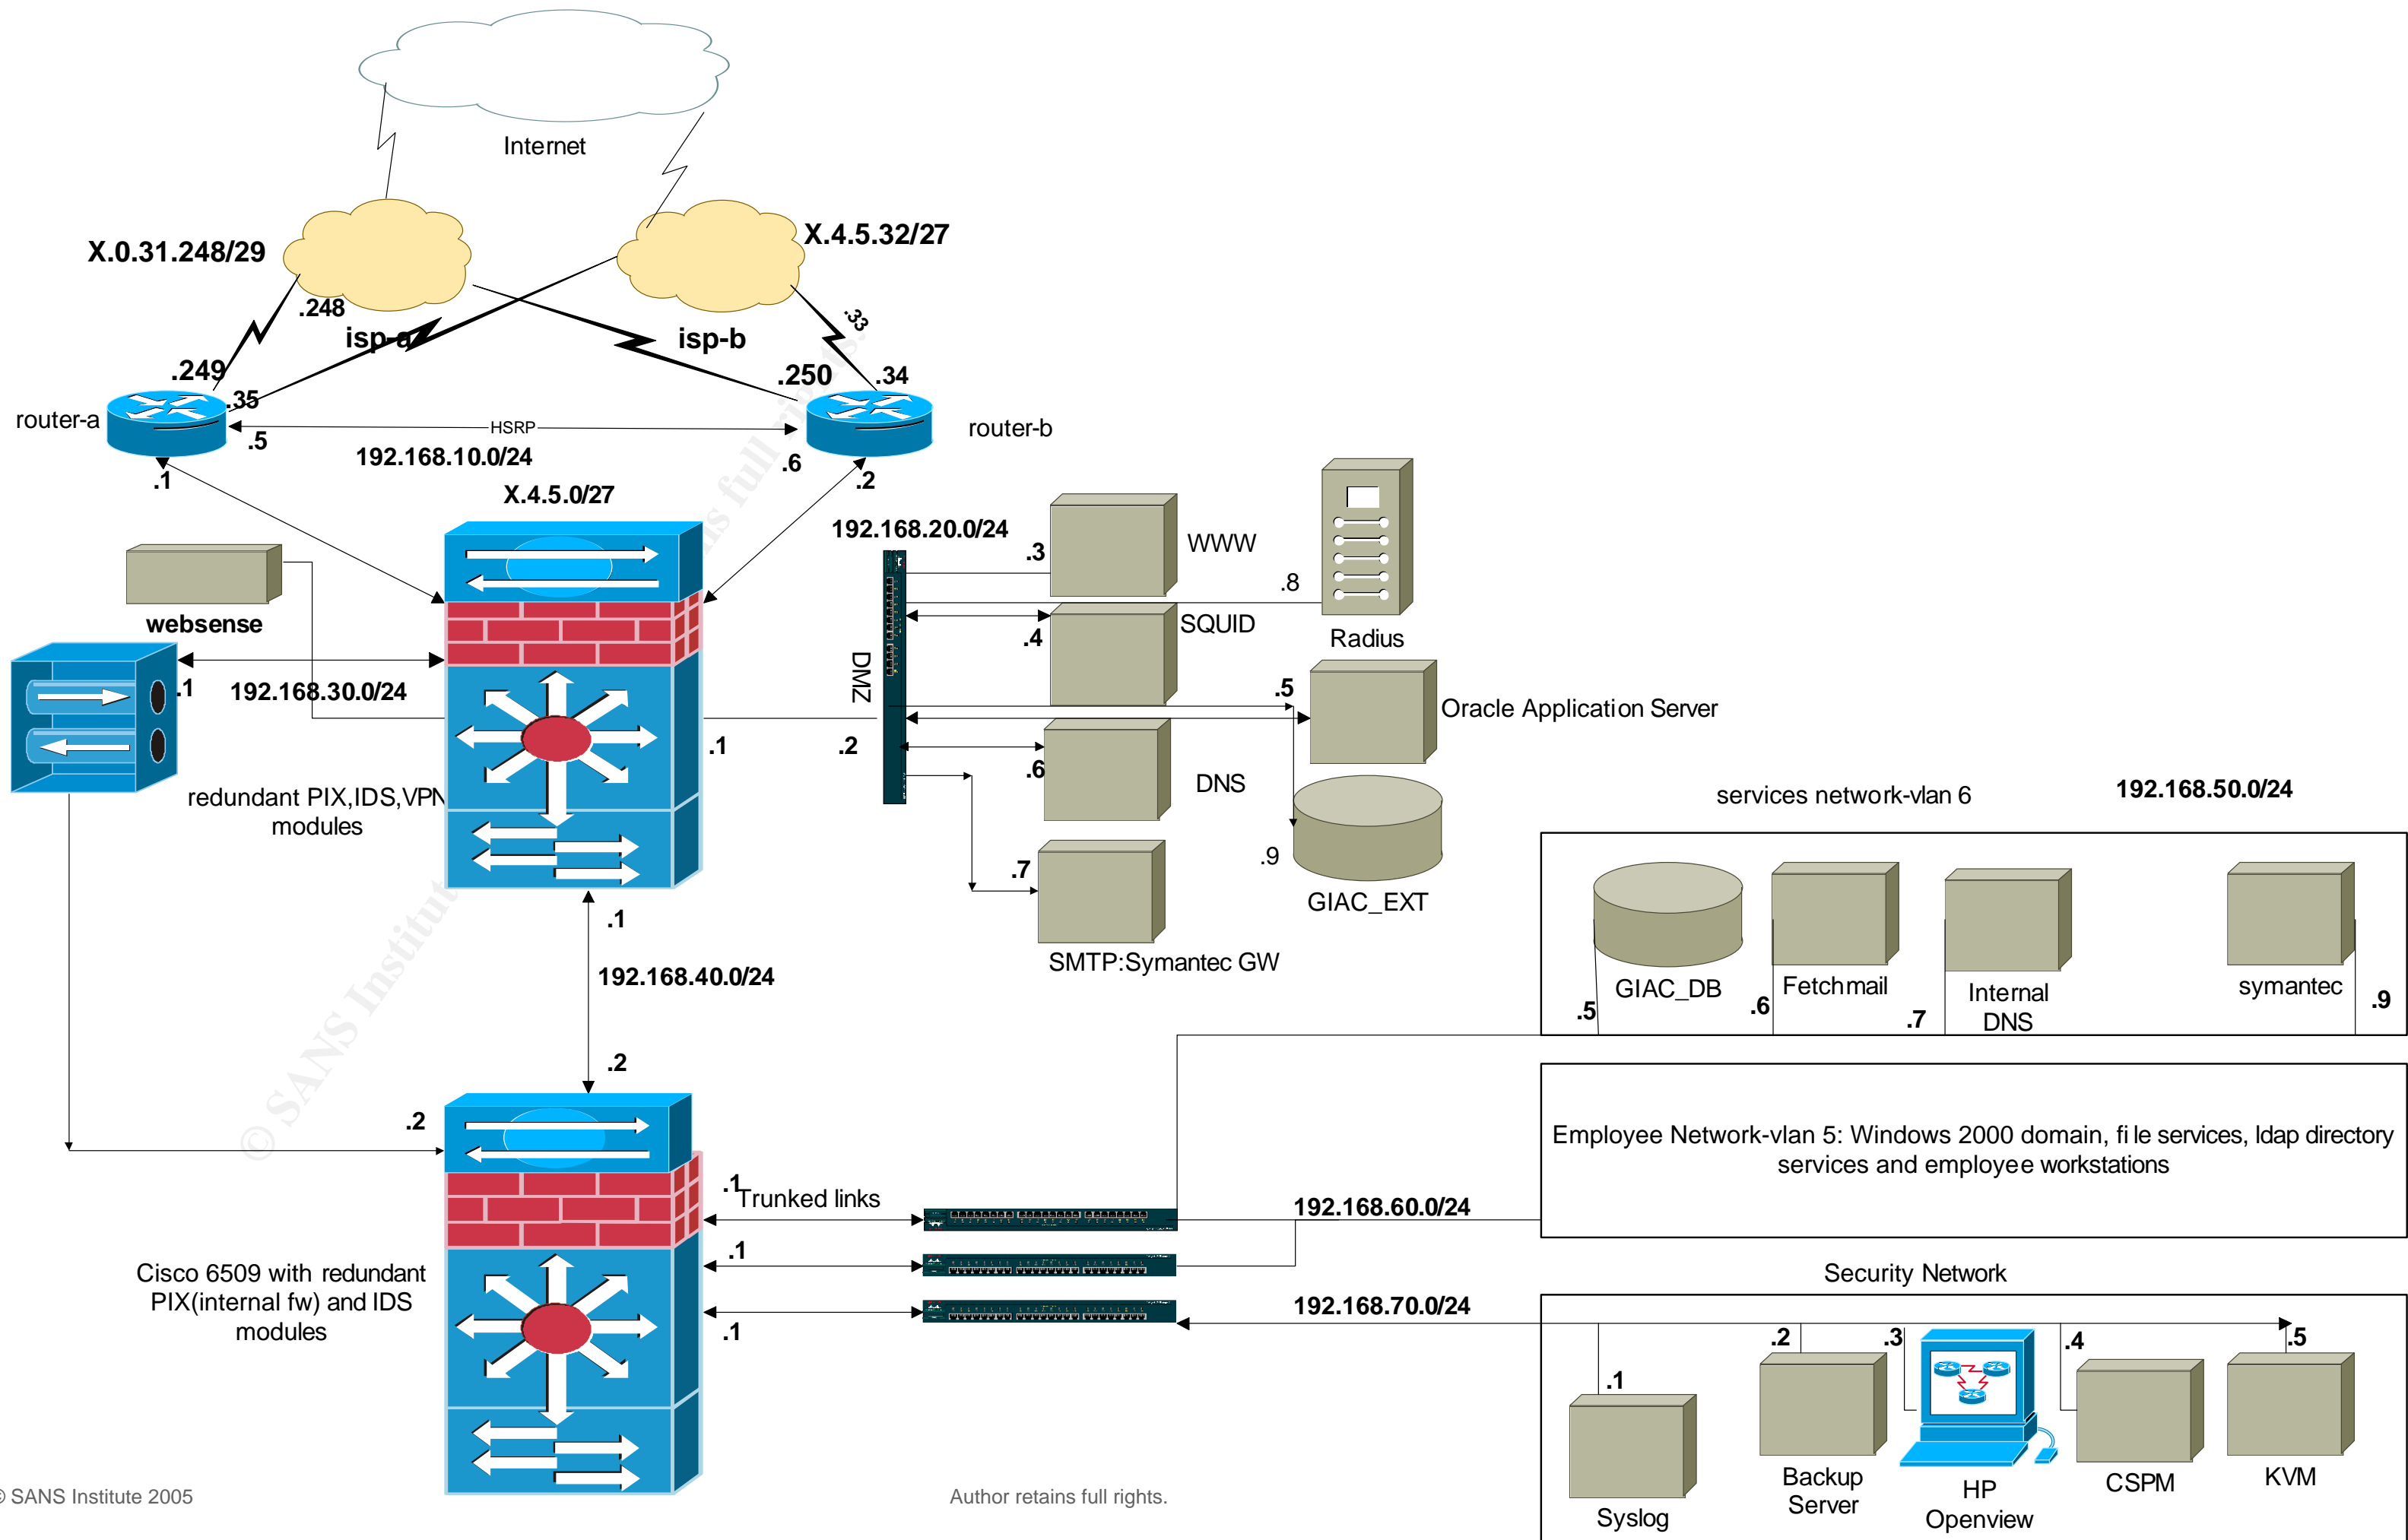 Internet
X.0.31.248/29
X.4.5.32/27
.248
isp-a
isp-b
.33
.249
.35
.250
.34
router-a
HSRP
router-b
.5
192.168.10.0/24
.6
.1
.2
X.4.5.0/27
192.168.20.0/24
.3
WWW
.8
Radius
websense
.4
SQUID
DMZ
.1
192.168.30.0/24
.5
Oracle Application Server
.1
.2
.6
DNS
redundant PIX,IDS,VPN
modules
.9
GIAC_EXT
.7
SMTP:Symantec GW
services network-vlan 6
192.168.50.0/24
GIAC_DB
Fetchmail
Internal
DNS
symantec
.5
.6
.7
.9
.1
192.168.40.0/24
.2
.2
Employee Network-vlan 5: Windows 2000 domain, file services, ldap directory
services and employee workstations
.1
Trunked links
192.168.60.0/24
.1
Cisco 6509 with redundant
PIX(internal fw) and IDS
modules
Security Network
192.168.70.0/24
.1
.1
.2
.3
.4
.5
Syslog
Backup
Server
HP
Openview
CSPM
KVM
© SANS Institute 2005
Author retains full rights.